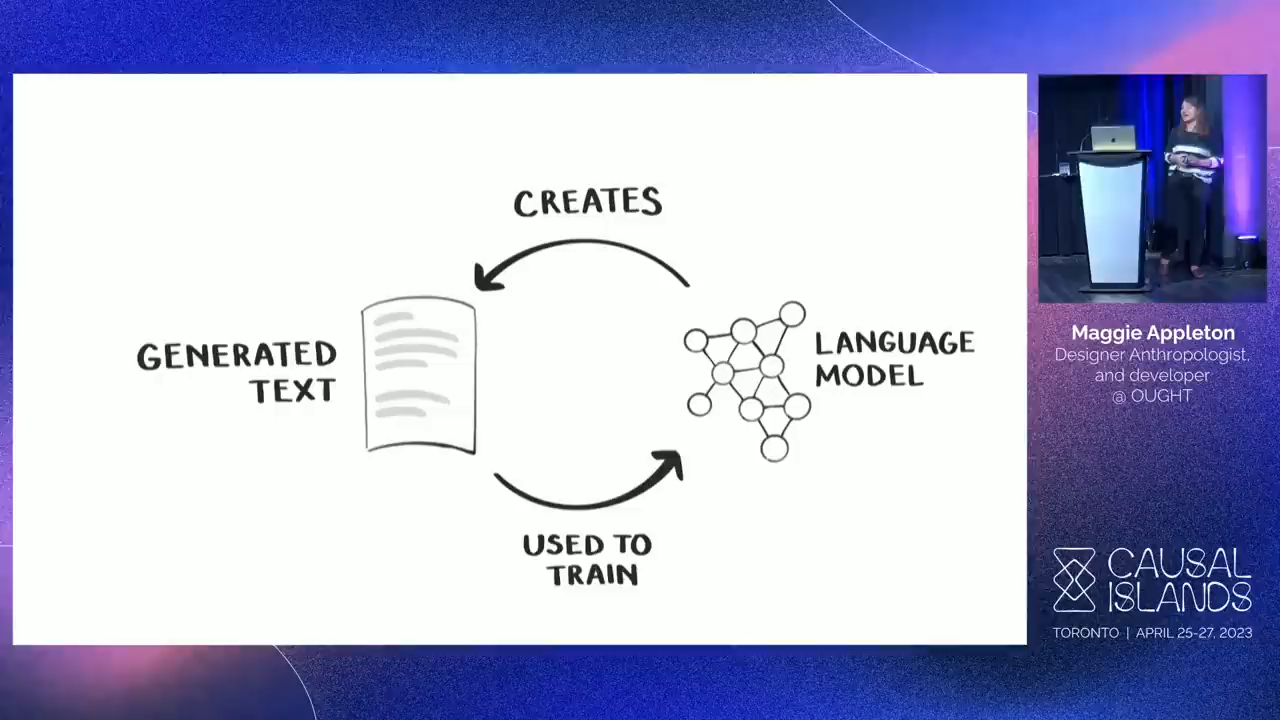 CREATES
GENERATED
TEXT
LANGUAGE
MODEL
USED TO
TRAIN
Maggie Appleton
Designer Anthropologist,
and developer
@ OUGHT
CAUSAL
ISLANDS
TORONTO | APRIL 25-27, 2023